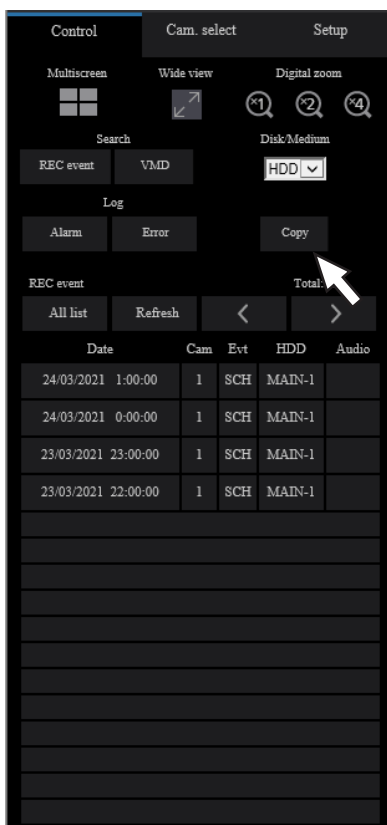 Control Cam. select Setup
Multiscreen Wide view Digital zoom
×1 ×2 ×4
Search Disk/Medium
REC event VMD HDD
Log
Alarm Error Copy
REC event Total:
All list Refresh < >
Date Cam Evt HDD Audio
24/03/2021 1:00:00 1 SCH MAIN-1
24/03/2021 0:00:00 1 SCH MAIN-1
23/03/2021 23:00:00 1 SCH MAIN-1
23/03/2021 22:00:00 1 SCH MAIN-1